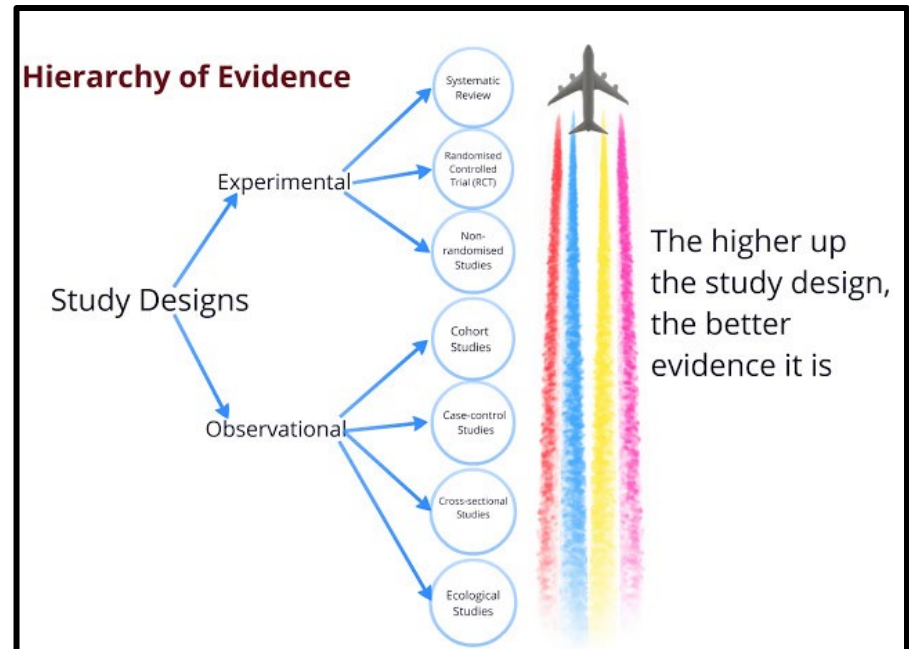 Hierarchy of Evidence
Systematic
Review
Experimental
Randomised
Controlled
Trial (RCT)
Non-
randomised
Studies
The higher up
the study design,
the better
evidence it is
Study Designs
Cohort
Studies
Observational
Case-control
Studies
Cross-sectional
Studies
Ecological
Studies